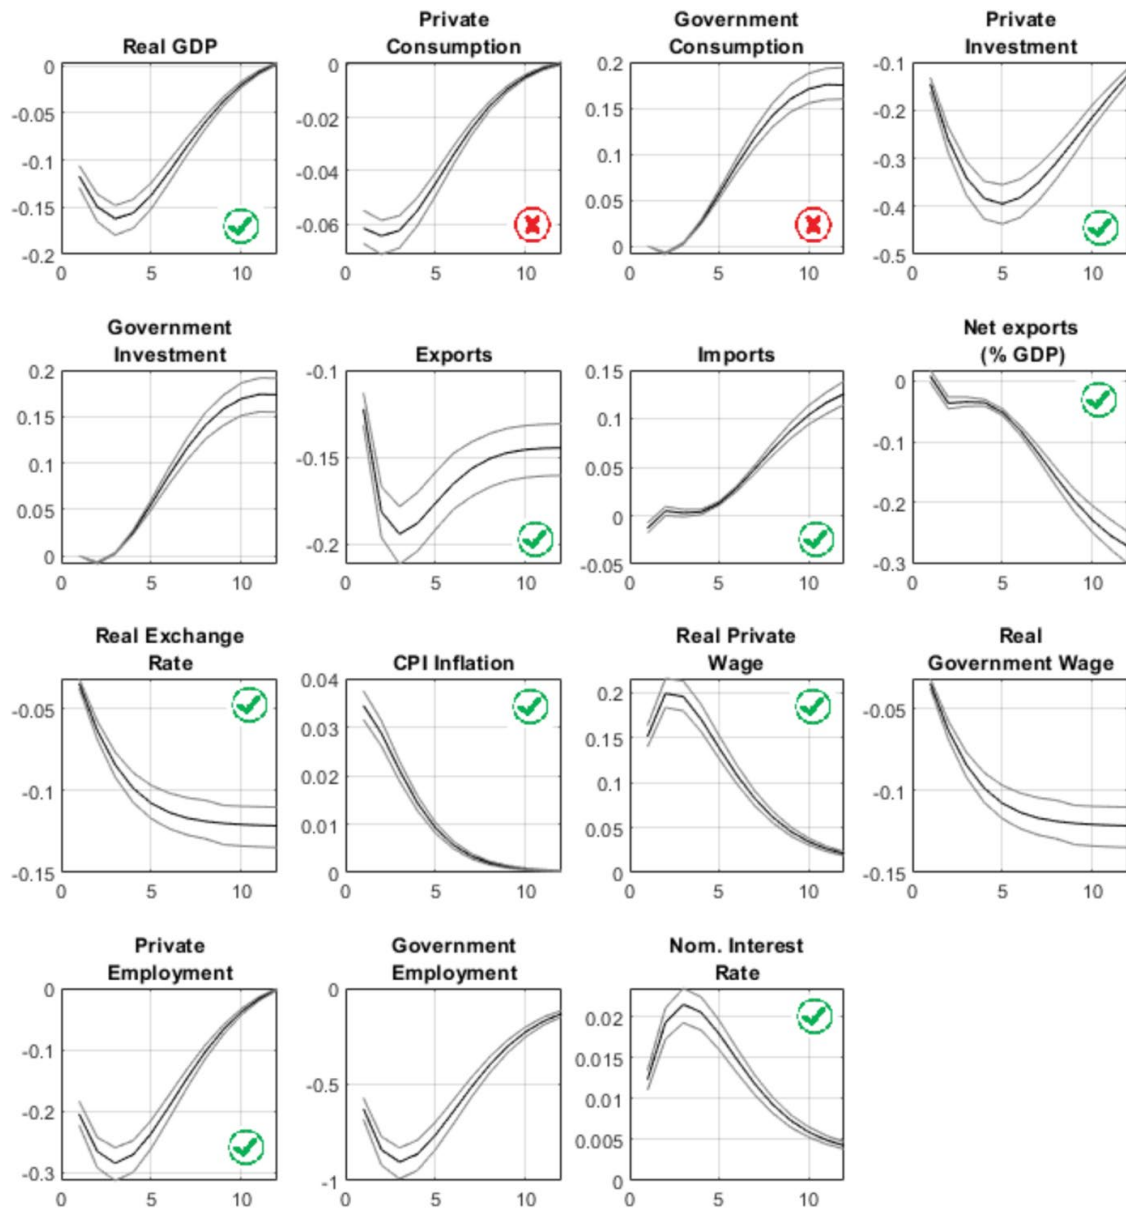 Real GDP
0
-0.05
-0.1
-0.15
-0.2
0 5 10
Private
Consumption
0
-0.02
-0.04
-0.06
0 5 10
Government
Consumption
0.2
0.15
0.1
0.05
0
0 5 10
Private
Investment
-0.1
-0.2
-0.3
-0.4
-0.5
0 5 10
Government
Investment
0.2
0.15
0.1
0.05
0
0 5 10
Exports
-0.1
-0.15
-0.2
0 5 10
Imports
0.15
0.1
0.05
0
-0.05
0 5 10
Net exports
(% GDP)
0
-0.1
-0.2
-0.3
0 5 10
Real Exchange
Rate
-0.05
-0.1
-0.15
0 5 10
CPI Inflation
0.04
0.03
0.02
0.01
0
0 5 10
Real Private
Wage
0.2
0.15
0.1
0.05
0
0 5 10
Real
Government Wage
-0.05
-0.1
-0.15
0 5 10
Private
Employment
0
-0.1
-0.2
-0.3
0 5 10
Government
Employment
0
-0.5
-1
0 5 10
Nom. Interest
Rate
0.02
0.015
0.01
0.005
0
0 5 10